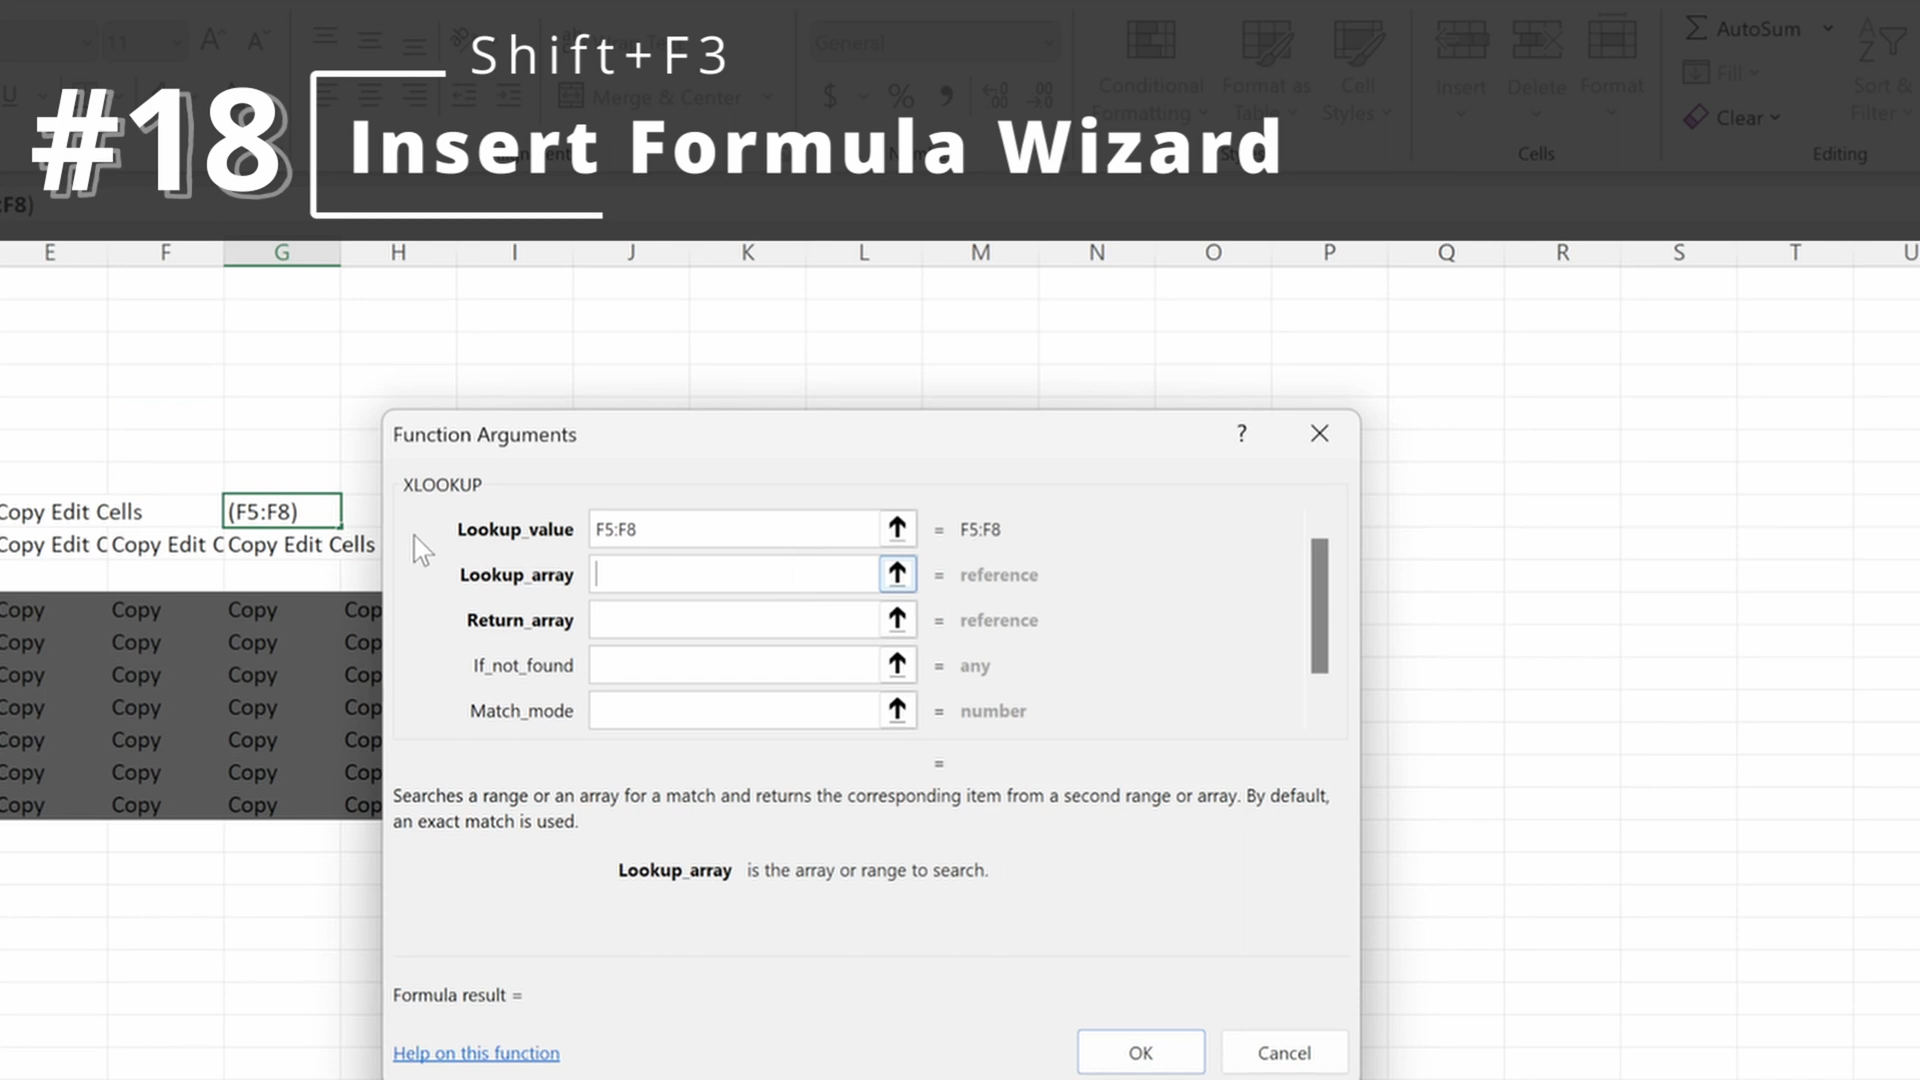 11
General
Shift+F3
#18
Insert Formula Wizard
Merge & Center
Conditional
Formatting
Format as
Table
Cell
Styles
Insert
Delete
Format
AutoSum
Fill
Clear
Sort &
Filter
Cells
Editing
:F8)
E F G H I J K L M N O P Q R S T U
Copy Edit Cells (F5:F8)
Copy Edit C Copy Edit C Copy Edit Cells
Copy Copy Copy Cop
Copy Copy Copy Cop
Copy Copy Copy Cop
Copy Copy Copy Cop
Copy Copy Copy Cop
Copy Copy Copy Cop
Copy Copy Copy Cop
Function Arguments ?
XLOOKUP
Lookup_value F5:F8 = F5:F8
Lookup_array = reference
Return_array = reference
If_not_found = any
Match_mode = number
=
Searches a range or an array for a match and returns the corresponding item from a second range or array. By default,
an exact match is used.
Lookup_array is the array or range to search.
Formula result =
Help on this function
OK
Cancel